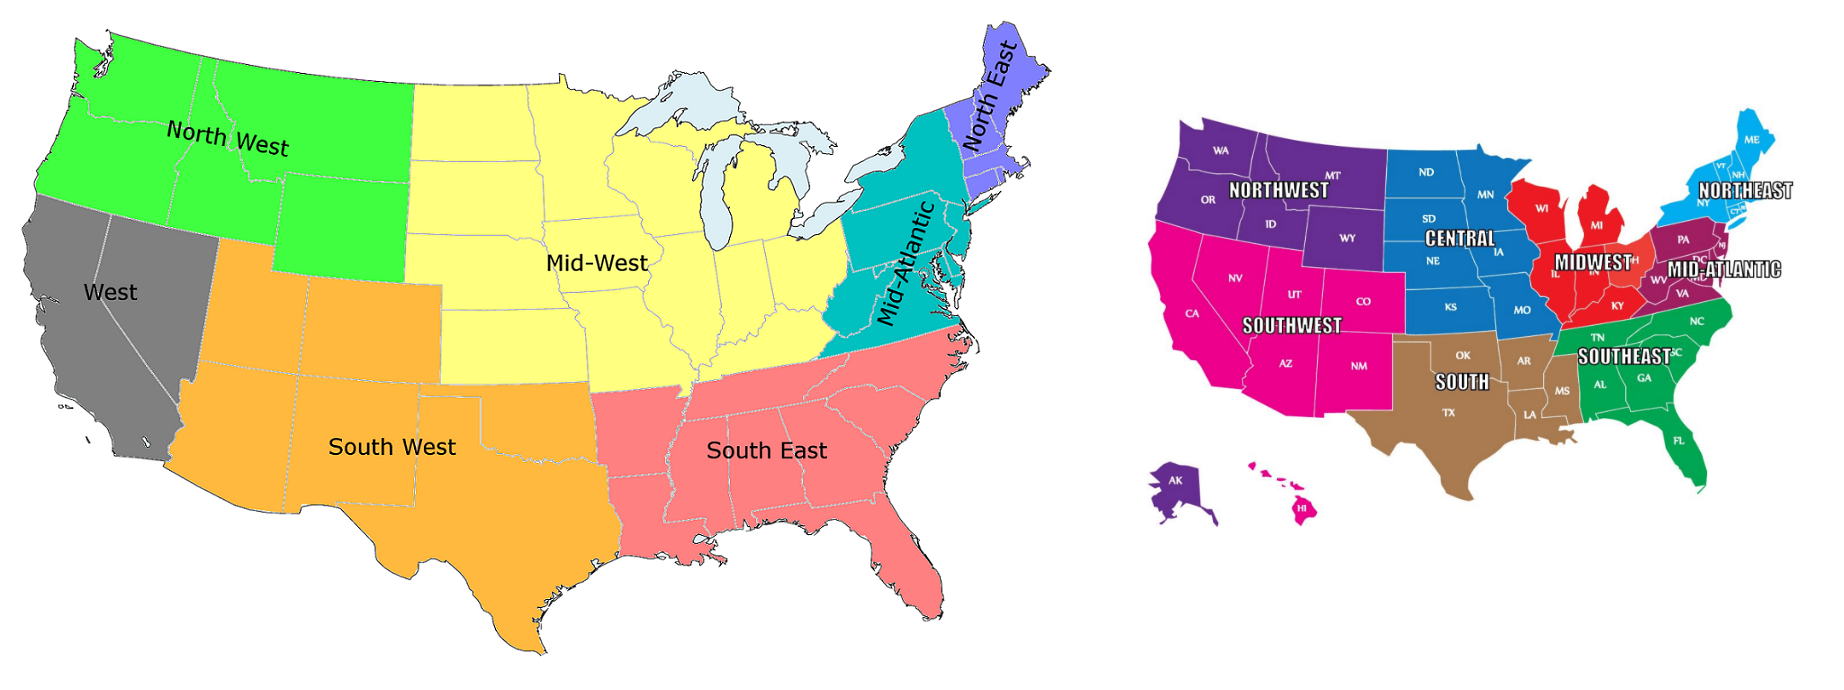 North West
North East
Mid-West
Mid-Atlantic
West
South West
South East
WA
MT
ND
MN
ME
VT
NH
NORTHWEST
NORTHEAST
OR
ID
WY
SD
WI
MI
NY
CT
CENTRAL
NE
IA
MIDWEST
IL
IN
PA
NJ
DC
MID-ATLANTIC
WV
VA
NV
UT
CO
KS
MO
KY
CA
SOUTHWEST
AZ
NM
OK
AR
TN
NC
SC
SOUTHEAST
SOUTH
TX
LA
MS
AL
GA
FL
AK
HI